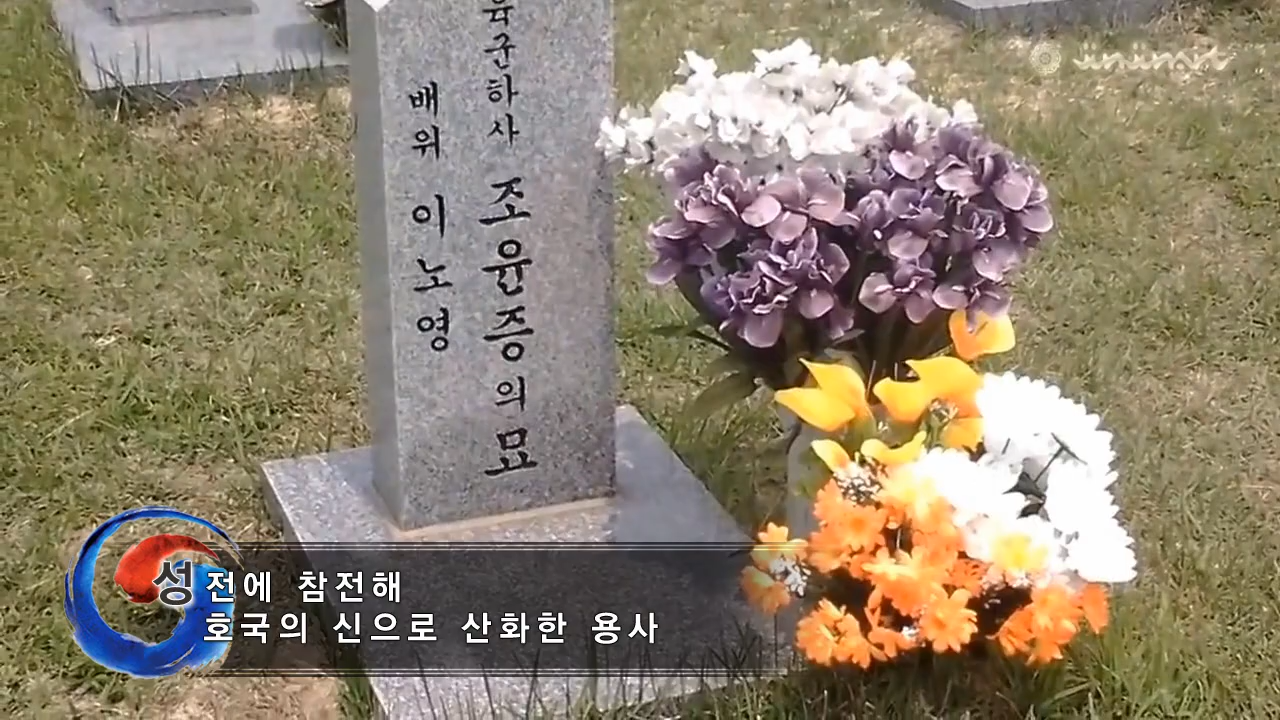 육군하사 조윤증의 묘
배위 이노영
성전에 참전해
호국의 신으로 산화한 용사